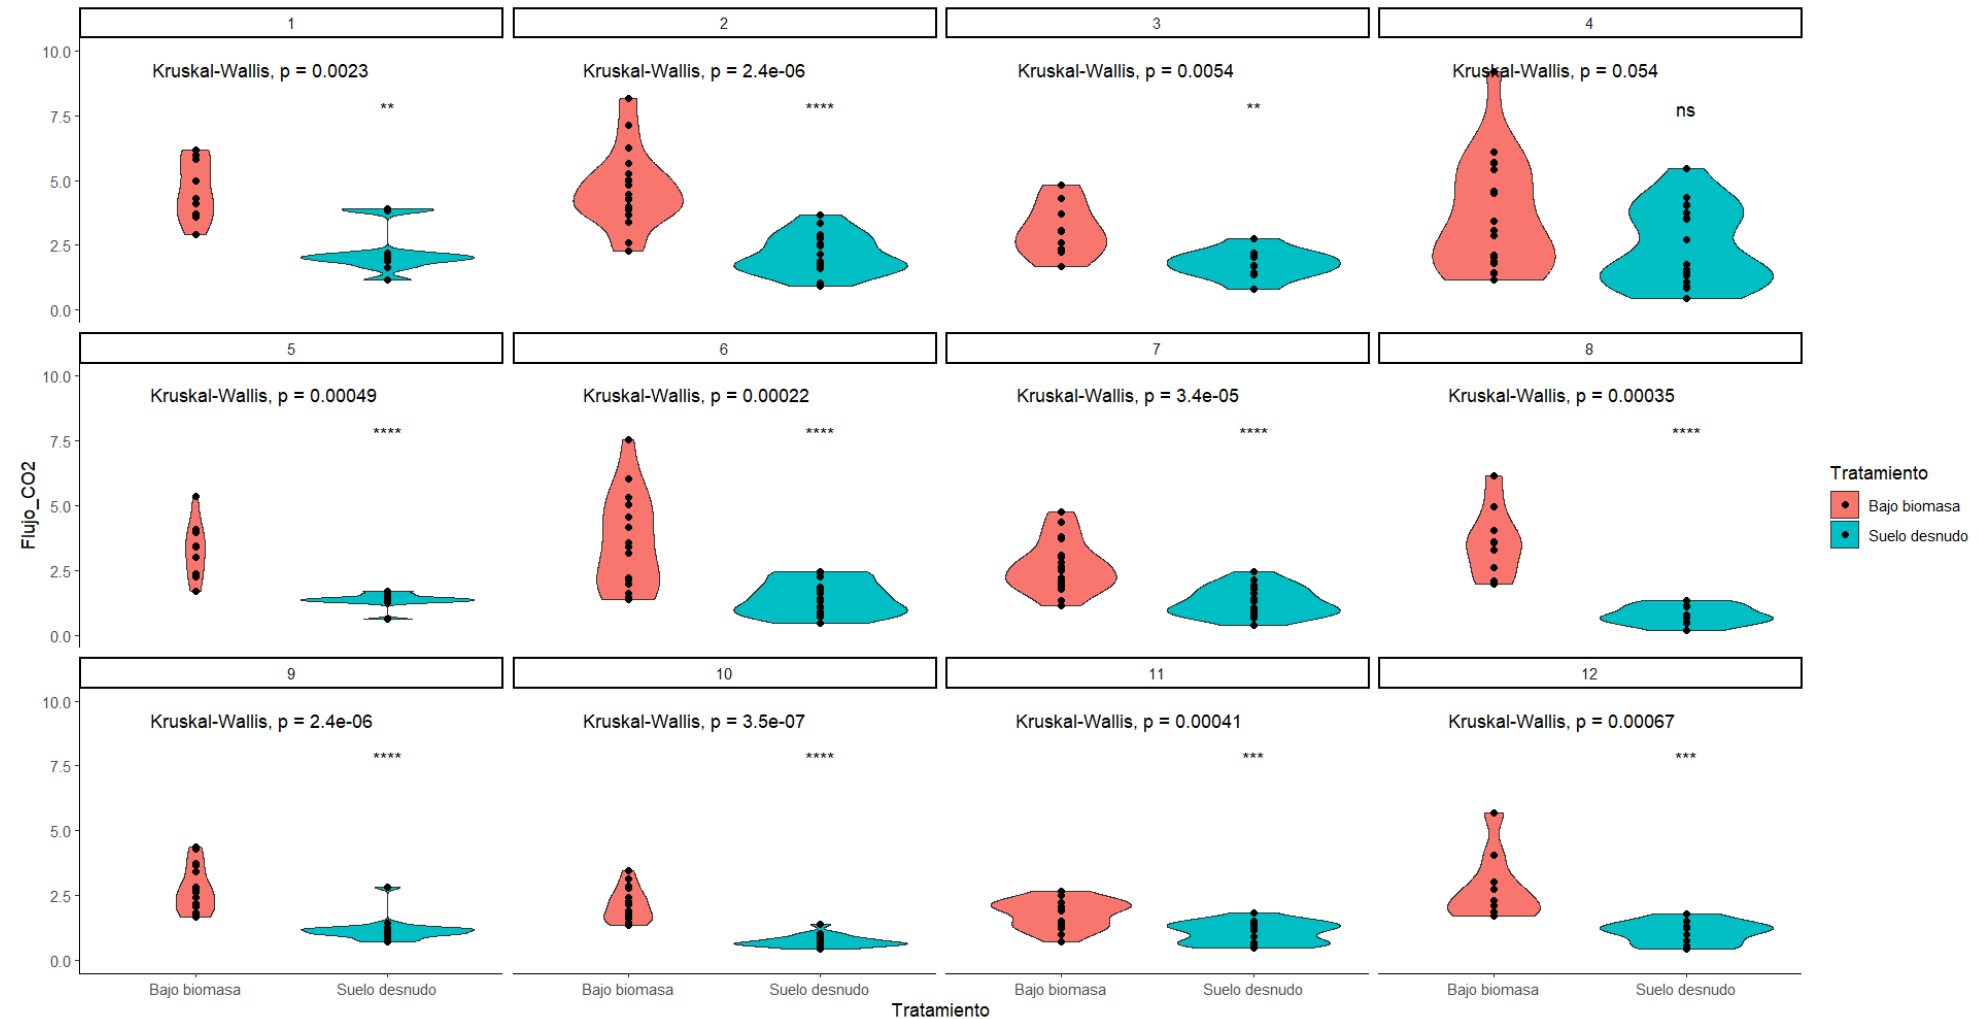 1
2
3
4
10.0
7.5
5.0
2.5
0.0
Kruskal-Wallis, p = 0.0023
**
Kruskal-Wallis, p = 2.4e-06
****
Kruskal-Wallis, p = 0.0054
**
Kruskal-Wallis, p = 0.054
ns
5
6
7
8
10.0
7.5
5.0
2.5
0.0
Kruskal-Wallis, p = 0.00049
****
Kruskal-Wallis, p = 0.00022
****
Kruskal-Wallis, p = 3.4e-05
****
Kruskal-Wallis, p = 0.00035
****
9
10
11
12
10.0
7.5
5.0
2.5
0.0
Kruskal-Wallis, p = 2.4e-06
****
Kruskal-Wallis, p = 3.5e-07
****
Kruskal-Wallis, p = 0.00041
***
Kruskal-Wallis, p = 0.00067
***
Bajo biomasa
Suelo desnudo
Bajo biomasa
Suelo desnudo
Bajo biomasa
Suelo desnudo
Bajo biomasa
Suelo desnudo
Tratamiento
Flujo_CO2
Tratamiento
Bajo biomasa
Suelo desnudo